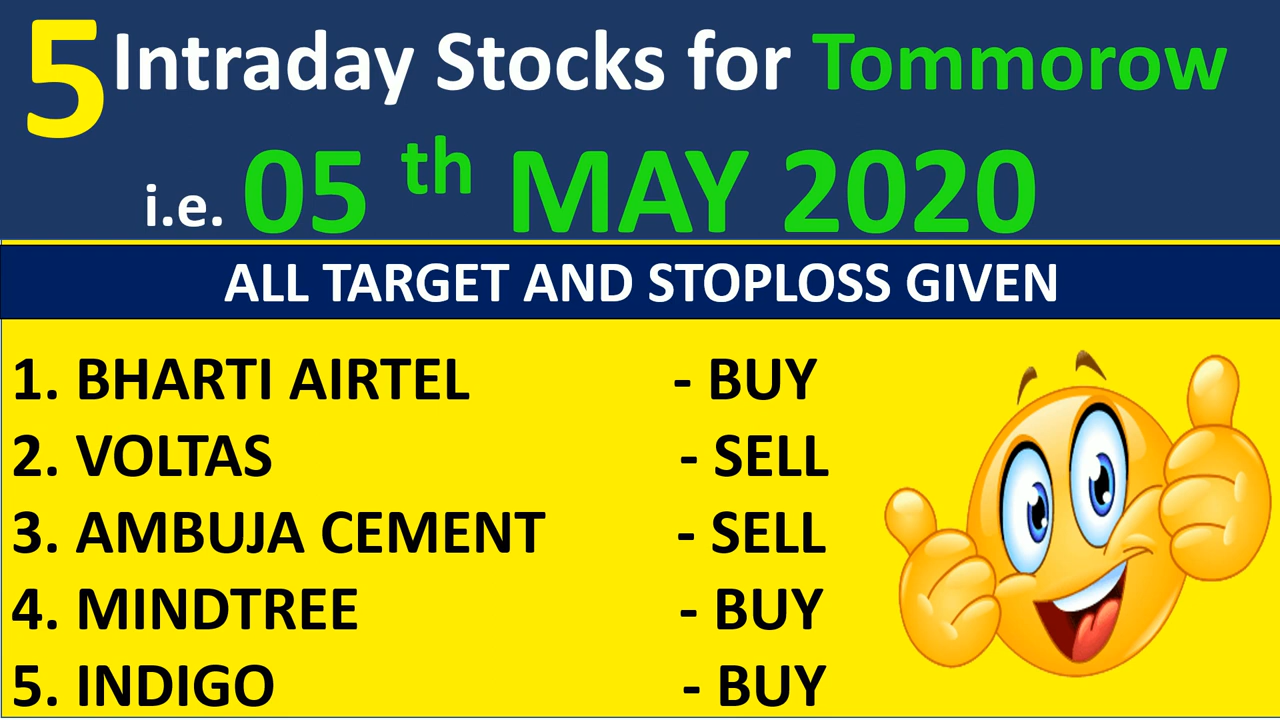 5 Intraday Stocks for Tommorow
i.e. 05 th MAY 2020
ALL TARGET AND STOPLOSS GIVEN
1. BHARTI AIRTEL - BUY
2. VOLTAS - SELL
3. AMBUJA CEMENT - SELL
4. MINDTREE - BUY
5. INDIGO - BUY